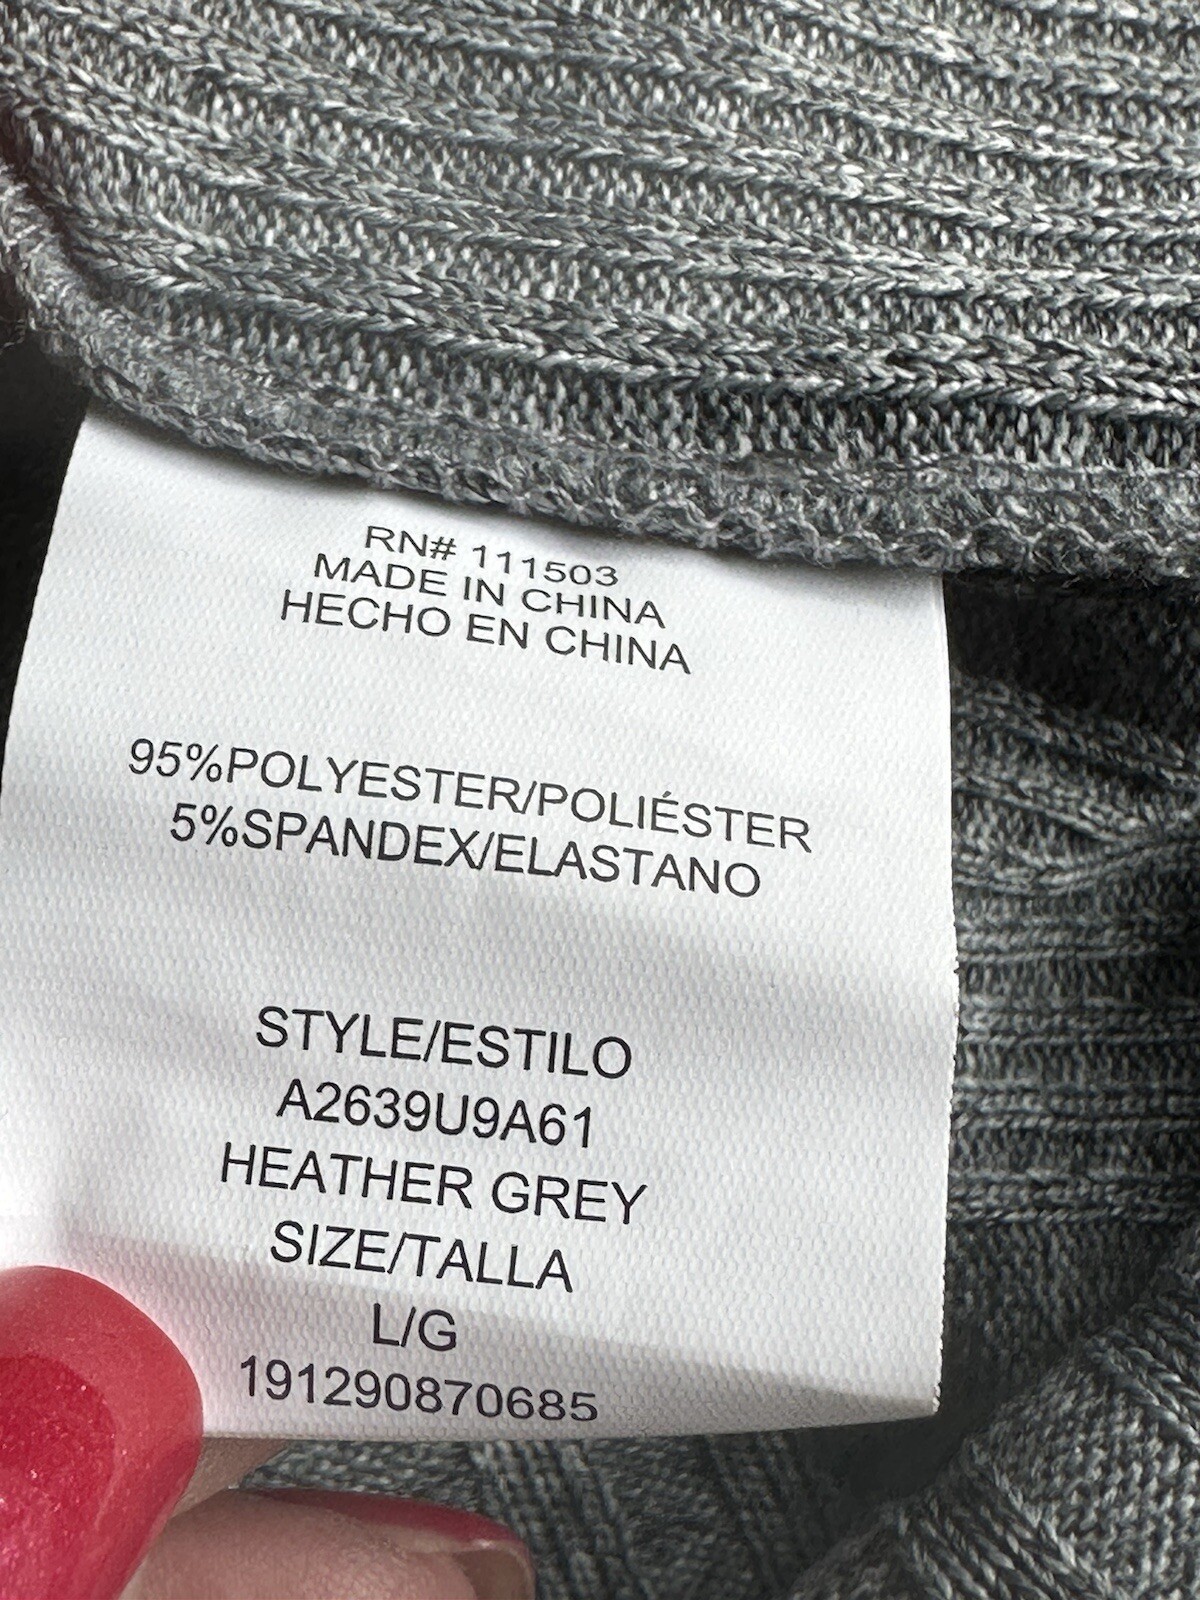 RN# 111503
MADE IN CHINA
HECHO EN CHINA
95%POLYESTER/POLIÉSTER
5%SPANDEX/ELASTANO
STYLE/ESTILO
A2639U9A61
HEATHER GREY
SIZE/TALLA
L/G
191290870685